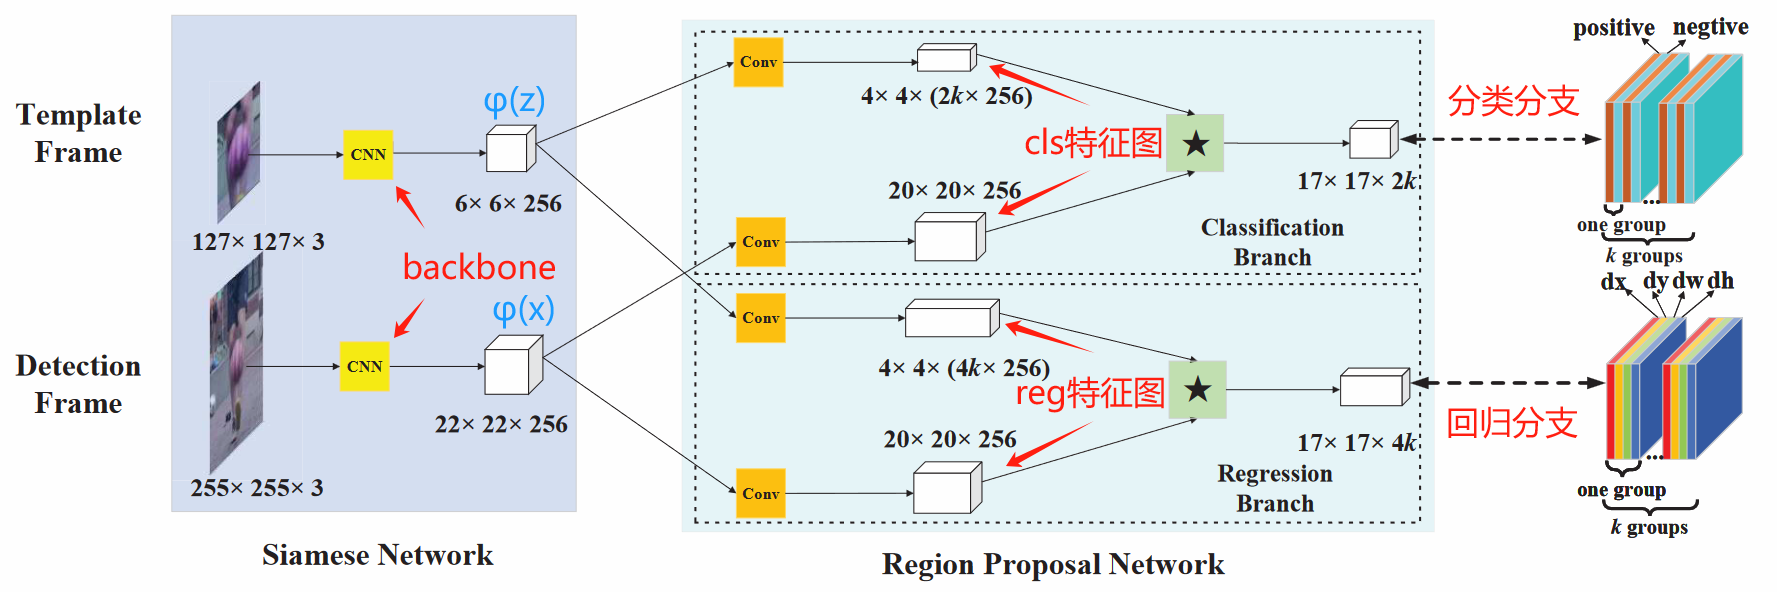 Template
Frame
127× 127× 3
CNN
φ(z)
6× 6× 256
backbone
Detection
Frame
255× 255× 3
CNN
φ(x)
22× 22× 256
Siamese Network
Conv
4× 4× (2k× 256)
cls特征图
★
20× 20× 256
Conv
17× 17× 2k
Classification
Branch
Conv
4× 4× (4k× 256)
reg特征图
★
20× 20× 256
Conv
17× 17× 4k
Regression
Branch
Region Proposal Network
分类分支
positive
negtive
...
one group
k groups
回归分支
dx dy dw dh
...
one group
k groups